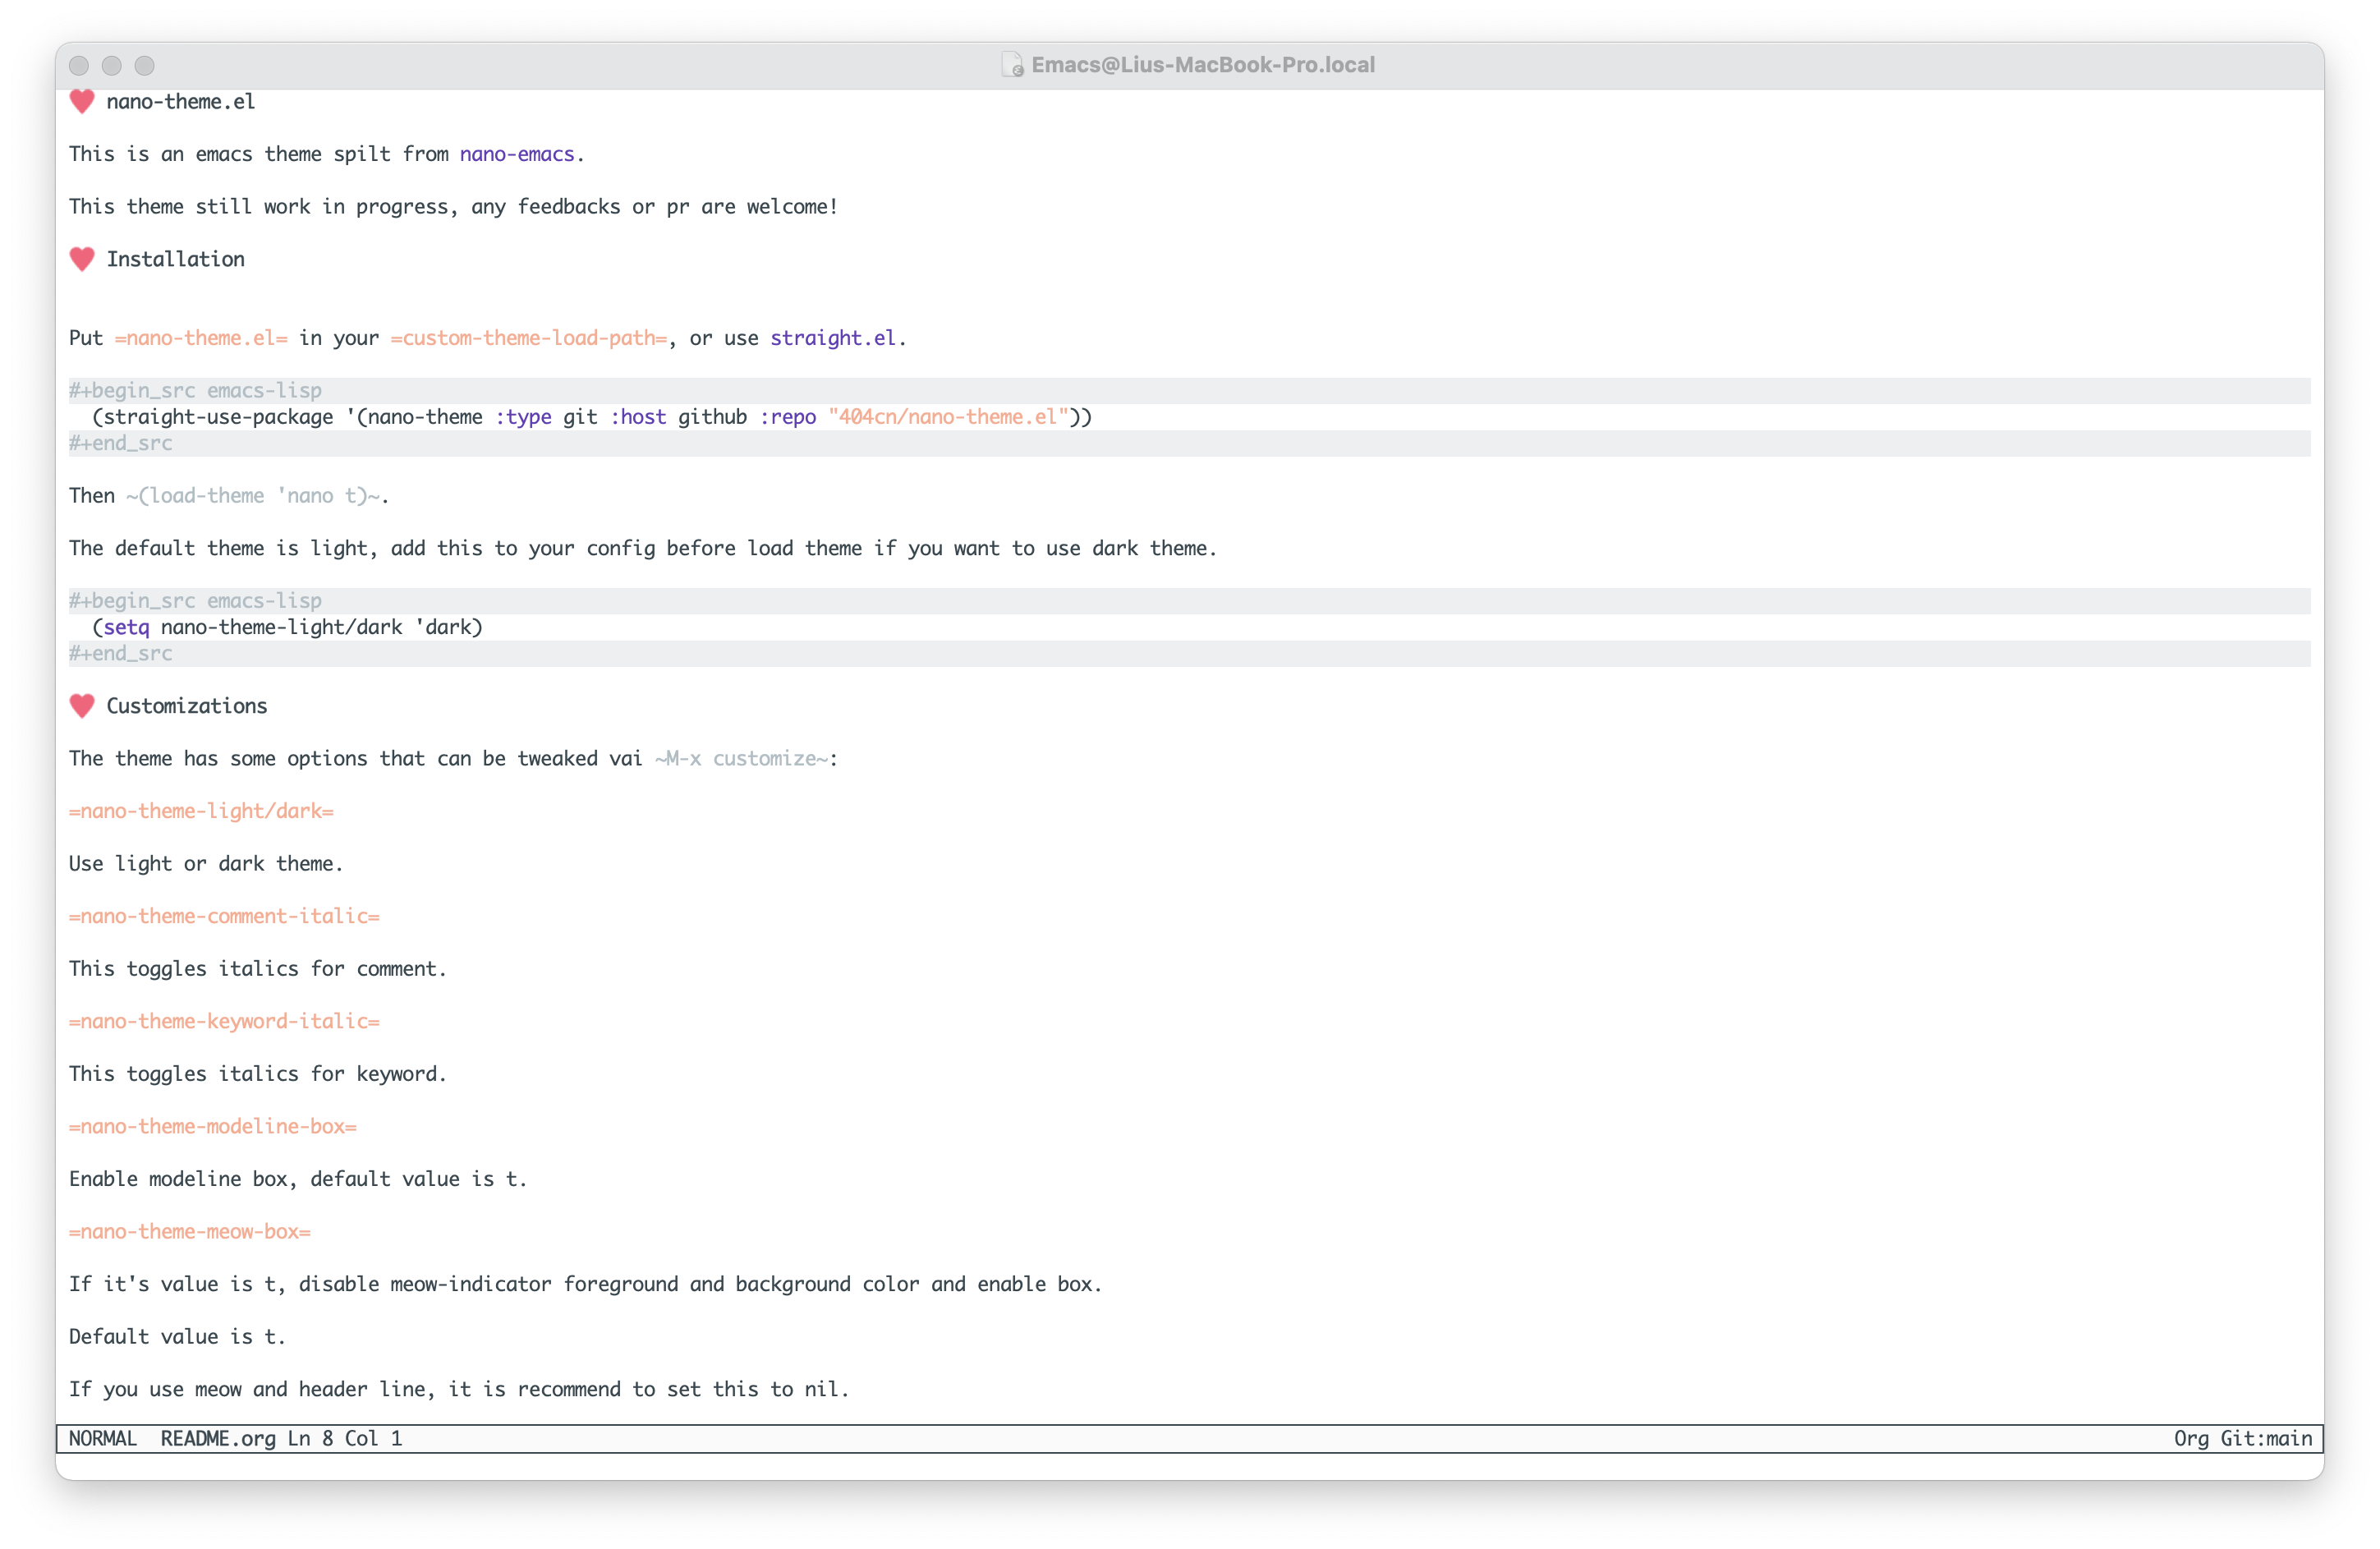 Emacs@Lius-MacBook-Pro.local
nano-theme.el
This is an emacs theme spilt from nano-emacs.
This theme still work in progress, any feedbacks or pr are welcome!
Installation
Put =nano-theme.el= in your =custom-theme-load-path=, or use straight.el.
#+begin_src emacs-lisp
(straight-use-package '(nano-theme :type git :host github :repo "404cn/nano-theme.el"))
#+end_src
Then ~(load-theme 'nano t)~.
The default theme is light, add this to your config before load theme if you want to use dark theme.
#+begin_src emacs-lisp
(setq nano-theme-light/dark 'dark)
#+end_src
Customizations
The theme has some options that can be tweaked vai ~M-x customize~:
=nano-theme-light/dark=
Use light or dark theme.
=nano-theme-comment-italic=
This toggles italics for comment.
=nano-theme-keyword-italic=
This toggles italics for keyword.
=nano-theme-modeline-box=
Enable modeline box, default value is t.
=nano-theme-meow-box=
If it's value is t, disable meow-indicator foreground and background color and enable box.
Default value is t.
If you use meow and header line, it is recommend to set this to nil.
NORMAL README.org Ln 8 Col 1 Org Git:main